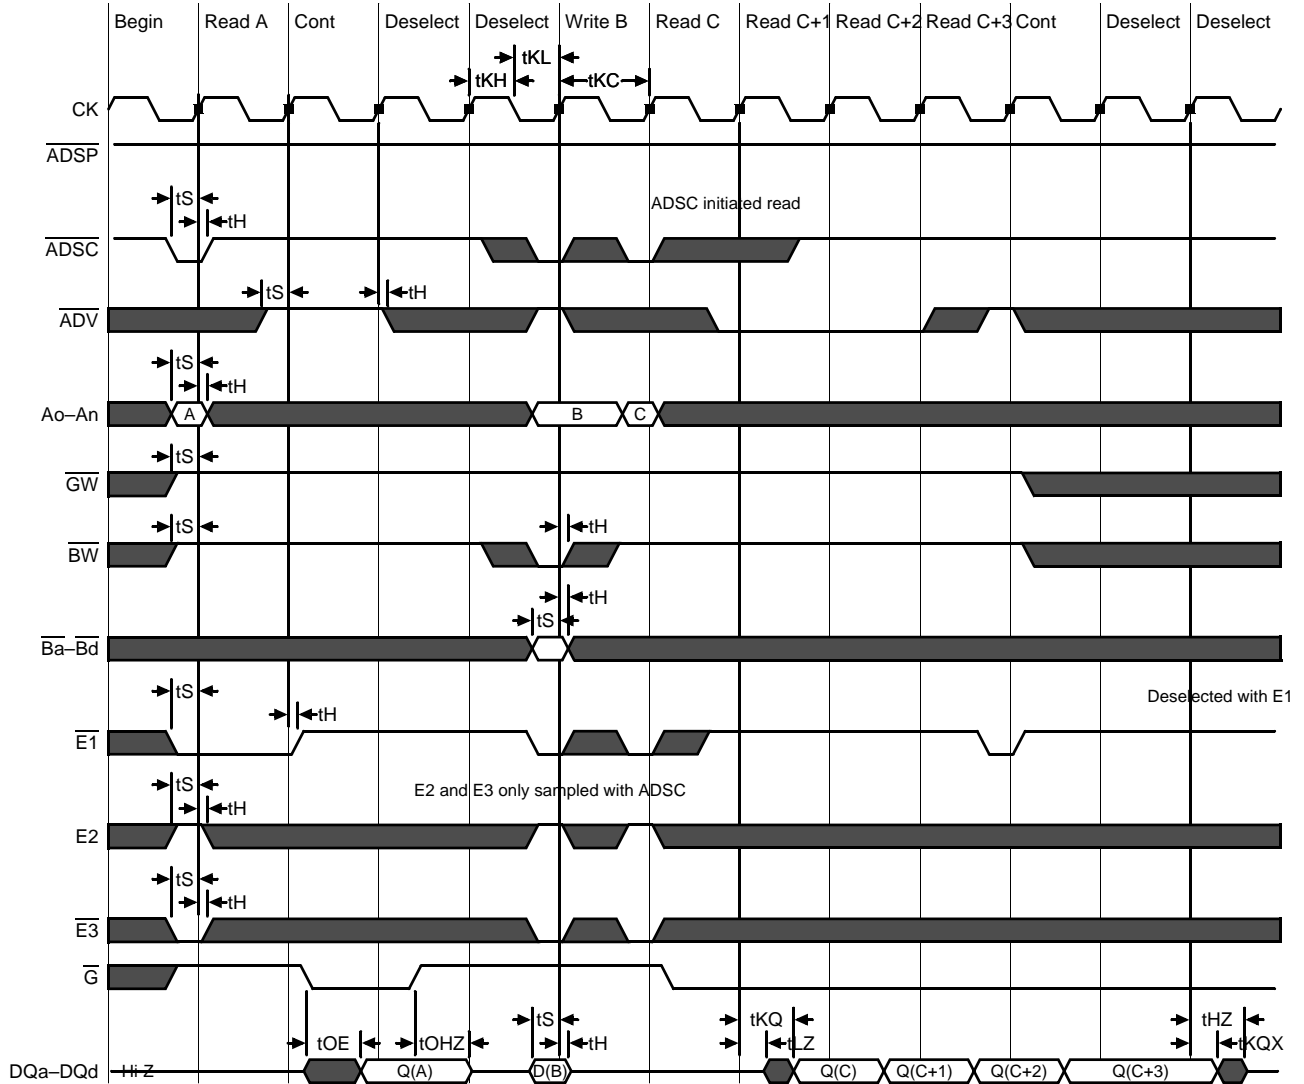 Begin Read A Cont Deselect Deselect Write B Read C Read C+1 Read C+2 Read C+3 Cont Deselect Deselect
tKL
tKH tKC
CK
ADSP
tS
tH
ADSC initiated read
ADSC
tS tH
ADV
tS
tH
Ao–An A B C
tS
GW
tS tH
BW
tH
tS
Ba–Bd
tS
Deselected with E1
tH
E1
tS
E2 and E3 only sampled with ADSC
tH
E2
tS
tH
E3
G
tS tKQ tHZ
tOE tOHZ tH tLZ tKQX
DQa–DQd Hi-Z Q(A) D(B) Q(C) Q(C+1) Q(C+2) Q(C+3)